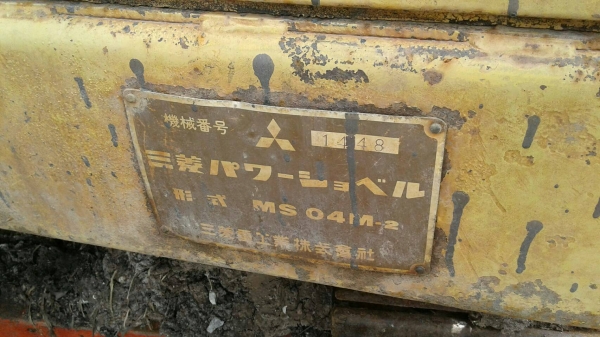 機械番号 1448
三菱パワーショベル
形式 MS04M-2
三菱重工業株式会社